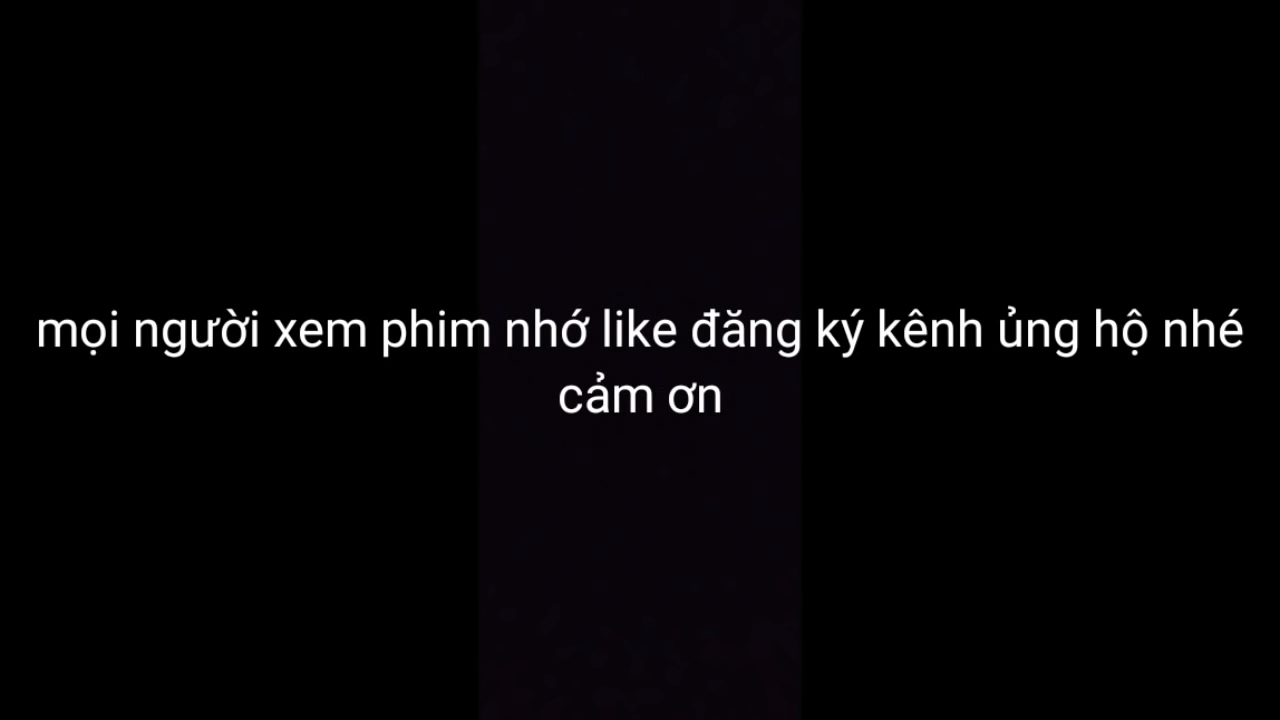 mọi người xem phim nhớ like đăng ký kênh ủng hộ nhé
cảm ơn